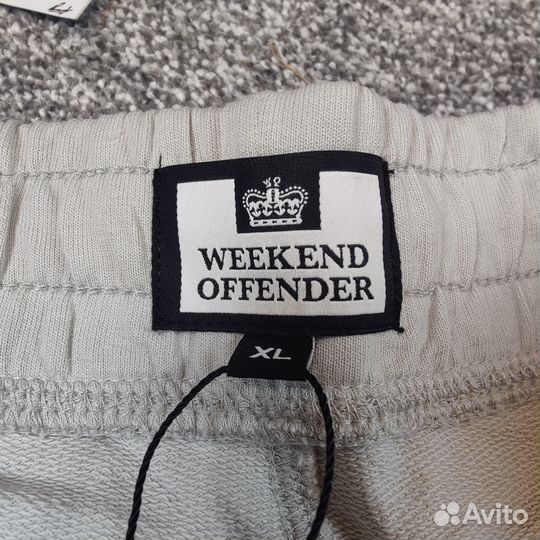 WEEKEND
OFFENDER
XL
Avito